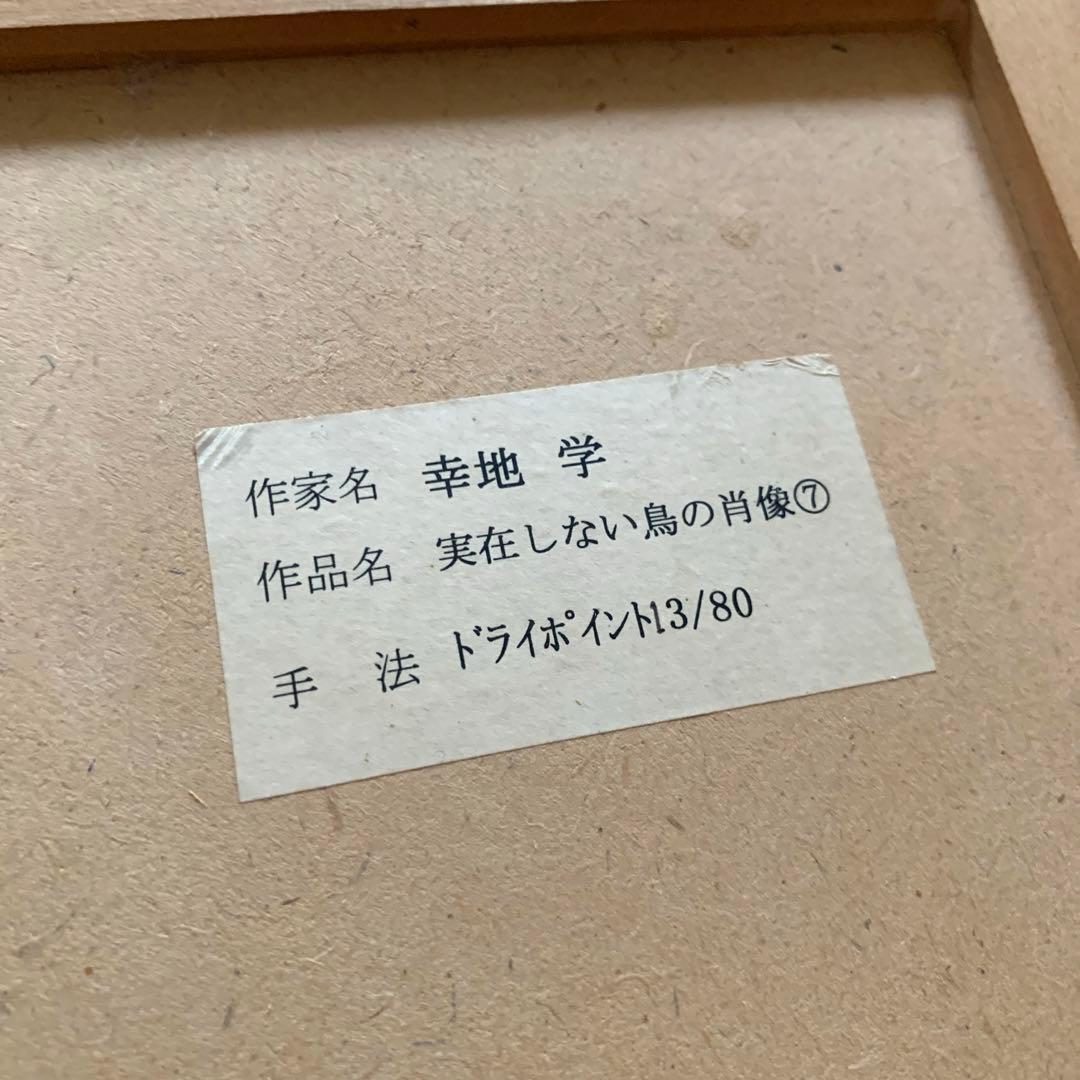 作家名 幸地 学
作品名 実在しない鳥の肖像⑦
手 法 ﾄﾞﾗｲﾎﾟｲﾝﾄ13/80